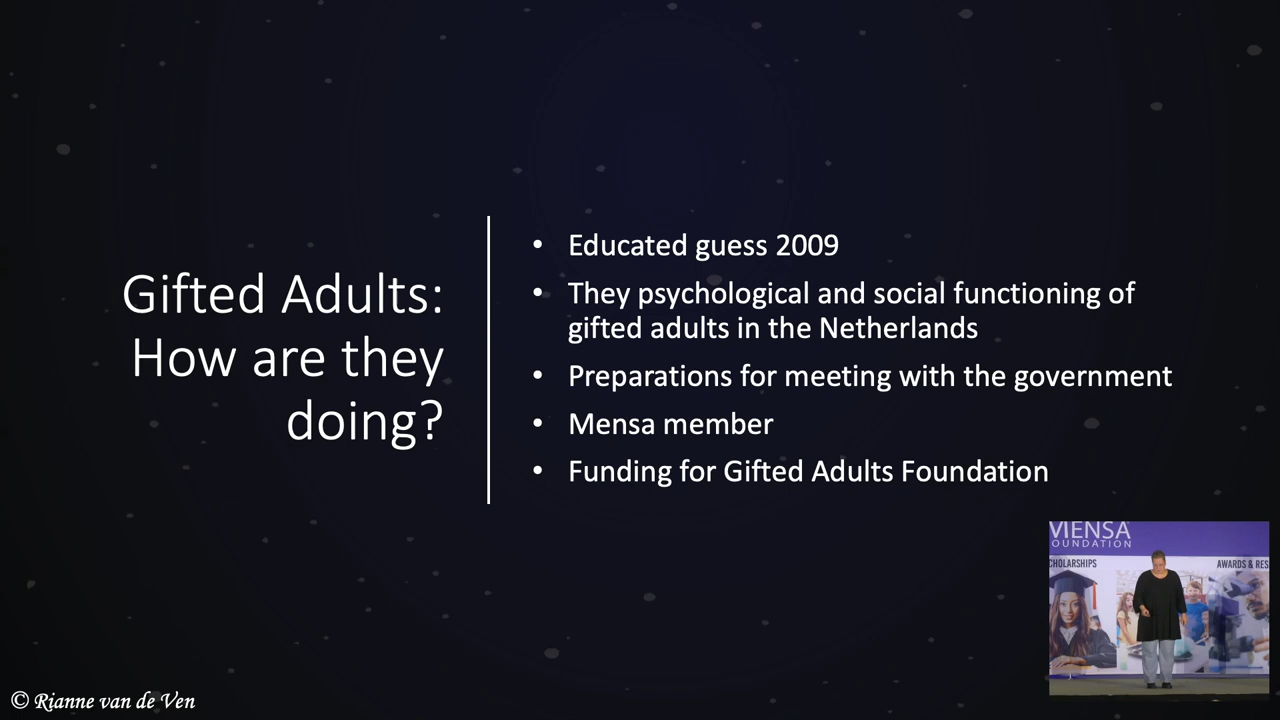 Gifted Adults:
How are they
doing?
• Educated guess 2009
• They psychological and social functioning of
gifted adults in the Netherlands
• Preparations for meeting with the government
• Mensa member
• Funding for Gifted Adults Foundation
MENSA
OUNDATION
CHOLARSHIPS
AWARDS & RES
© Rianne van de Ven